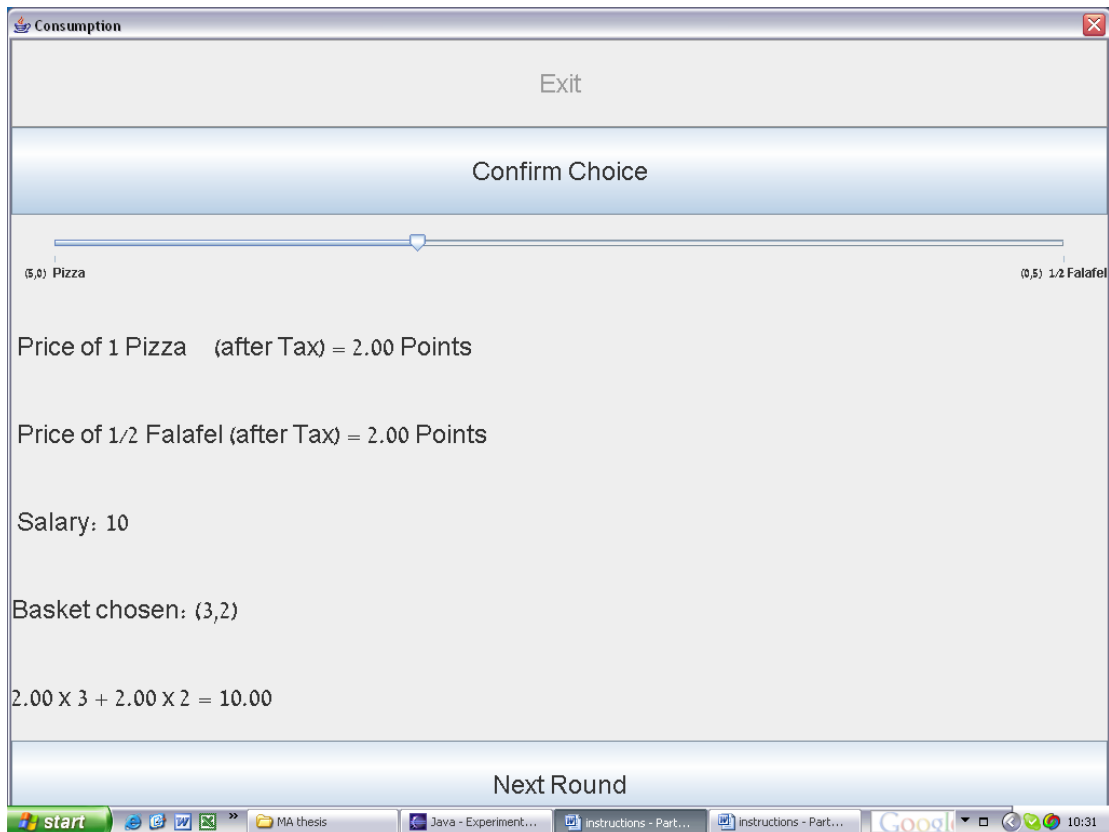 Consumption
Exit
Confirm Choice
(5,0) Pizza
(0,5) 1/2 Falafel
Price of 1 Pizza (after Tax) = 2.00 Points
Price of 1/2 Falafel (after Tax) = 2.00 Points
Salary: 10
Basket chosen: (3,2)
2.00 X 3 + 2.00 X 2 = 10.00
Next Round
start » MA thesis Java - Experiment... instructions - Part... instructions - Part... Googl 10:31